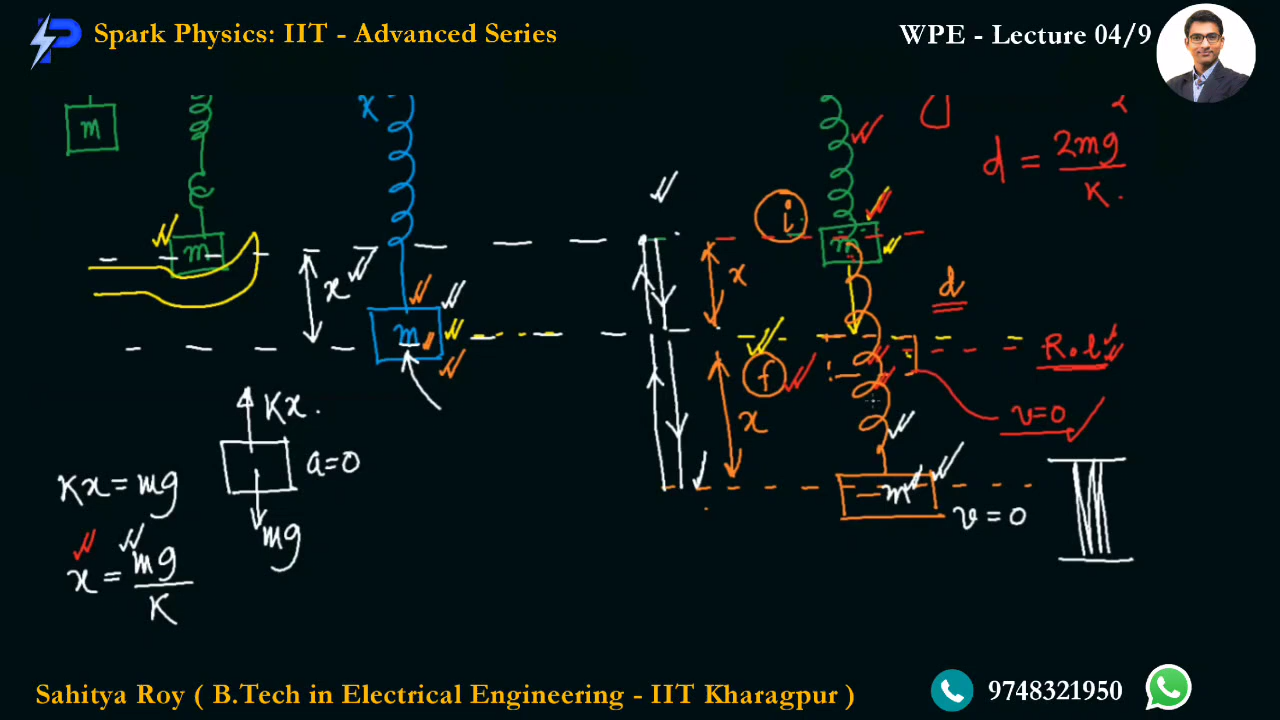 Spark Physics: IIT - Advanced Series
WPE - Lecture 04/9
m
x
2
d = 2mg / K.
i
m
m
x
x
d
m
R.l
f
v=0
x
Kx.
a=0
Kx = mg
mg
m
v = 0
x = mg / K
Sahitya Roy ( B.Tech in Electrical Engineering - IIT Kharagpur )
9748321950